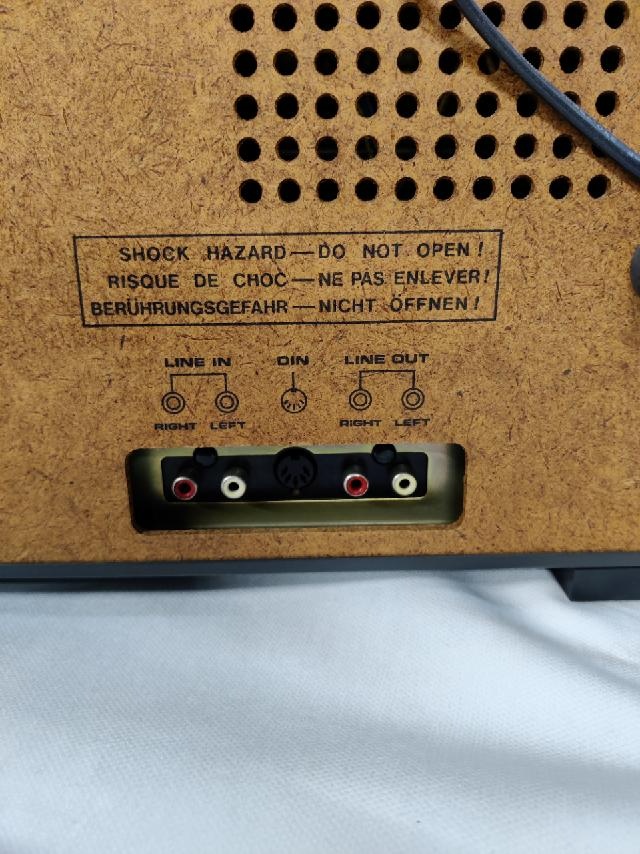 SHOCK HAZARD—DO NOT OPEN!
RISQUE DE CHOC—NE PAS ENLEVER!
BERÜHRUNGSGEFAHR—NICHT ÖFFNEN!
LINE IN DIN LINE OUT
RIGHT LEFT RIGHT LEFT